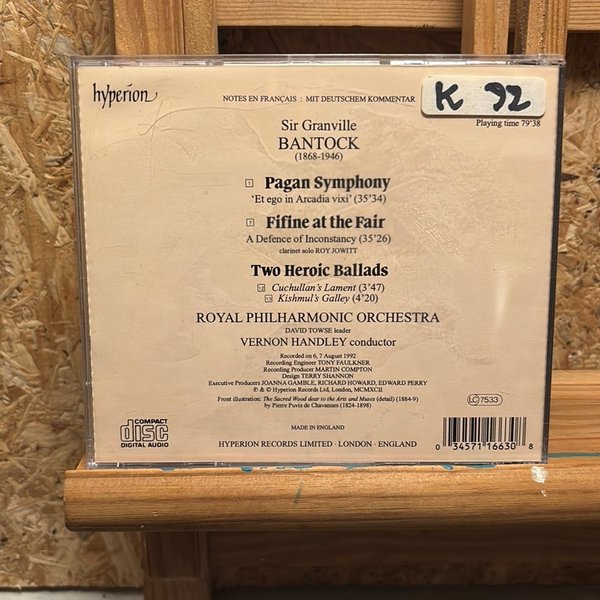 hyperion
NOTES EN FRANÇAIS : MIT DEUTSCHEM KOMMENTAR
K 92
Playing time 79'38
Sir Granville
BANTOCK
(1868-1946)
1 Pagan Symphony
'Et ego in Arcadia vixi' (35'34)
Fifine at the Fair
A Defence of Inconstancy (35'26)
clarinet solo ROY JOWITT
Two Heroic Ballads
12 Cuchullan's Lament (3'47)
13 Kishmul's Galley (4'20)
ROYAL PHILHARMONIC ORCHESTRA
DAVID TOWSE leader
VERNON HANDLEY conductor
Recorded on 6, 7 August 1992
Recording Engineer TONY FAULKNER
Recording Producer MARTIN COMPTON
Design TERRY SHANNON
Executive Producers JOANNA GAMBLE, RICHARD HOWARD, EDWARD PERRY
℗ & © Hyperion Records Ltd, London, MCMXCII
Front illustration: The Sacred Wood dear to the Arts and Muses (detail) (1884-9)
by Pierre Puvis de Chavannes (1824-1898)
LC 7533
COMPACT
disc
DIGITAL AUDIO
MADE IN ENGLAND
HYPERION RECORDS LIMITED · LONDON · ENGLAND
0 34571 16630 8